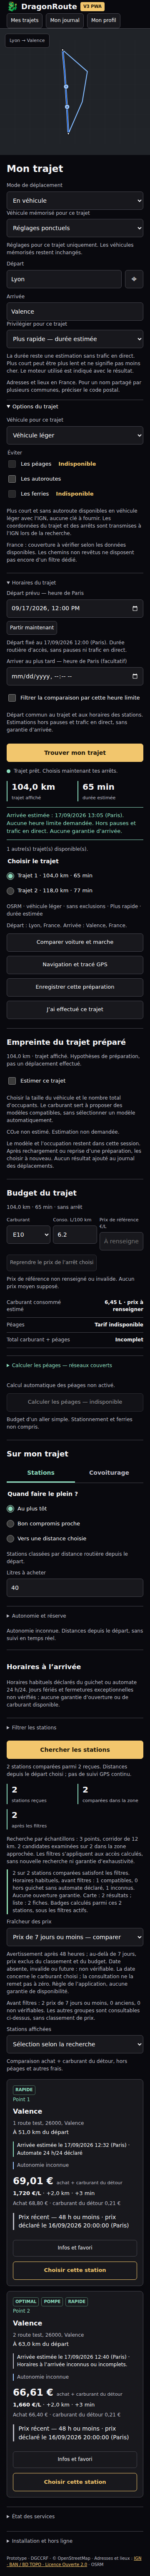 DragonRoute V3 PWA
Mes trajets
Mon journal
Mon profil
Lyon → Valence
Mon trajet
Mode de déplacement
En véhicule
Véhicule mémorisé pour ce trajet
Réglages ponctuels
Réglages pour ce trajet uniquement. Les véhicules
mémorisés restent inchangés.
Départ
Lyon
Arrivée
Valence
Privilégier pour ce trajet
Plus rapide — durée estimée
La durée reste une estimation sans trafic en direct.
Plus court peut être plus lent et ne signifie pas moins
cher. Le moteur utilisé est indiqué avec le résultat.
Adresses et lieux en France. Pour un nom partagé par
plusieurs communes, précisez le code postal.
▼ Options du trajet
Véhicule pour ce trajet
Véhicule léger
Éviter
Les péages Indisponible
Les autoroutes
Les ferries Indisponible
Plus court et sans autoroute disponibles en véhicule
léger avec l'IGN, aucune clé à fournir. Les
coordonnées du trajet et des arrêts sont transmises à
l'IGN lors de la recherche.
France : couverture à vérifier selon les données
disponibles. Les chemins non revêtus ne disposent
pas encore d'un filtre dédié.
▼ Horaires du trajet
Départ prévu — heure de Paris
09/17/2026, 12:00 PM
Partir maintenant
Départ fixé au 17/09/2026 12:00 (Paris). Durée
routière d'accès, sans pauses ni trafic en direct.
Arriver au plus tard — heure de Paris (facultatif)
mm/dd/yyyy, --:-- --
Filtrer la comparaison par cette heure limite
Départ commun au trajet et aux horaires des stations.
Estimations hors pauses et trafic en direct, sans
garantie d'arrivée.
Trouver mon trajet
Trajet prêt. Choisis maintenant tes arrêts.
104,0 km
trajet affiché
65 min
durée estimée
Arrivée estimée : 17/09/2026 13:05 (Paris).
Aucune heure limite demandée. Hors pauses et
trafic en direct. Aucune garantie d'arrivée.
1 autre(s) trajet(s) disponible(s).
Choisir le trajet
Trajet 1 · 104,0 km · 65 min
Trajet 2 · 118,0 km · 77 min
OSRM · véhicule léger · sans exclusions · Plus rapide —
durée estimée
Départ : Lyon, France. Arrivée : Valence, France.
Comparer voiture et marche
Navigation et tracé GPS
Enregistrer cette préparation
J'ai effectué ce trajet
Empreinte du trajet préparé
104,0 km · trajet affiché. Hypothèses de préparation,
pas un déplacement effectué.
Estimer ce trajet
Choisir la taille du véhicule et le nombre total
d'occupants. Le carburant sert à proposer des
modèles compatibles, sans sélectionner un modèle
automatiquement.
CO₂e non estimé. Estimation non demandée.
Le modèle et l'occupation restent dans cette session.
Après rechargement ou reprise d'une préparation, les
choisir à nouveau. Aucun résultat ajouté au journal
des déplacements.
Budget du trajet
104,0 km · 65 min · sans arrêt
Carburant
Conso. L/100 km
Prix de référence
€/L
E10
6.2
À renseigne
Reprendre le prix de l'arrêt choisi
Prix de référence non renseigné ou invalide. Aucun
prix moyen supposé.
Carburant consommé
estimé
6,45 L · prix à
renseigner
Péages
Tarif indisponible
Total carburant + péages
Incomplet
▶ Calculer les péages — réseaux couverts
Calcul automatique des péages non activé.
Calculer les péages — indisponible
Budget d'un aller simple. Stationnement et ferries
non compris.
Sur mon trajet
Stations
Covoiturage
Quand faire le plein ?
Au plus tôt
Bon compromis proche
Vers une distance choisie
Stations classées par distance routière depuis le
départ.
Litres à acheter
40
▶ Autonomie et réserve
Autonomie inconnue. Distances depuis le départ, sans
suivi en temps réel.
Horaires à l'arrivée
Horaires habituels déclarés du guichet ou automate
24 h/24. Jours fériés et fermetures exceptionnelles
non vérifiés ; aucune garantie d'ouverture ou de
carburant disponible.
▶ Filtrer les stations
Chercher les stations
2 stations comparées pour 2 reçues. Distances
depuis le départ choisi ; pas de suivi GPS continu.
2
stations reçues
2
comparées dans la zone
2
après les filtres
Recherche par échantillons : 3 points, corridor de 12
km. 2 candidates examinées sur 2 dans la zone
approchée. Les filtres s'appliquent aux accès calculés,
sans nouvelle recherche ni garantie d'exhaustivité.
2 sur 2 stations comparées satisfont les filtres.
Horaires habituels, avant filtres : 1 compatibles, 0
hors guichet sans automate déclaré, 1 inconnus.
Aucune ouverture garantie. Carte : 2 résultats ;
liste : 2 fiches. Badges calculés parmi ces 2
stations, sous les filtres actifs.
Fraîcheur des prix
Prix de 7 jours ou moins — comparer
Avertissement après 48 heures ; au-delà de 7 jours,
prix exclus du classement et du budget. Date
absente, invalide ou future : non vérifiable. La date
concerne le carburant choisi ; la consultation ne la
remet pas à zéro. Règle de l'application, aucune
garantie de disponibilité.
Avant filtres : 2 prix de 7 jours ou moins, 0 anciens, 0
non vérifiables. Les autres groupes sont consultables
ci-dessus, sans classement de prix.
Stations affichées
Sélection selon la recherche
Comparaison achat + carburant du détour, hors
péages et autres frais.
RAPIDE
Point 1
Valence
1 route test, 26000, Valence
À 51,0 km du départ
Arrivée estimée le 17/09/2026 12:32 (Paris) ·
Automate 24 h/24 déclaré
Autonomie inconnue
69,01 € achat + carburant du détour
1,720 €/L · +2,0 km · +3 min
Achat 68,80 € · carburant du détour 0,21 €
Prix récent — 48 h ou moins · prix
déclaré le 16/09/2026 20:00:00 (Paris)
Infos et favori
Choisir cette station
OPTIMAL
POMPE
RAPIDE
Point 2
Valence
2 route test, 26000, Valence
À 63,0 km du départ
Arrivée estimée le 17/09/2026 12:40 (Paris) ·
Horaires à l'arrivée inconnus ou incomplets.
Autonomie inconnue
66,61 € achat + carburant du détour
1,660 €/L · +2,0 km · +3 min
Achat 66,40 € · carburant du détour 0,21 €
Prix récent — 48 h ou moins · prix
déclaré le 16/09/2026 20:00:00 (Paris)
Infos et favori
Choisir cette station
▶ État des services
▶ Installation et hors ligne
Prototype · DGCCRF · © OpenStreetMap · Adresses et lieux : IGN
· BAN / BD TOPO · Licence Ouverte 2.0 · OSRM